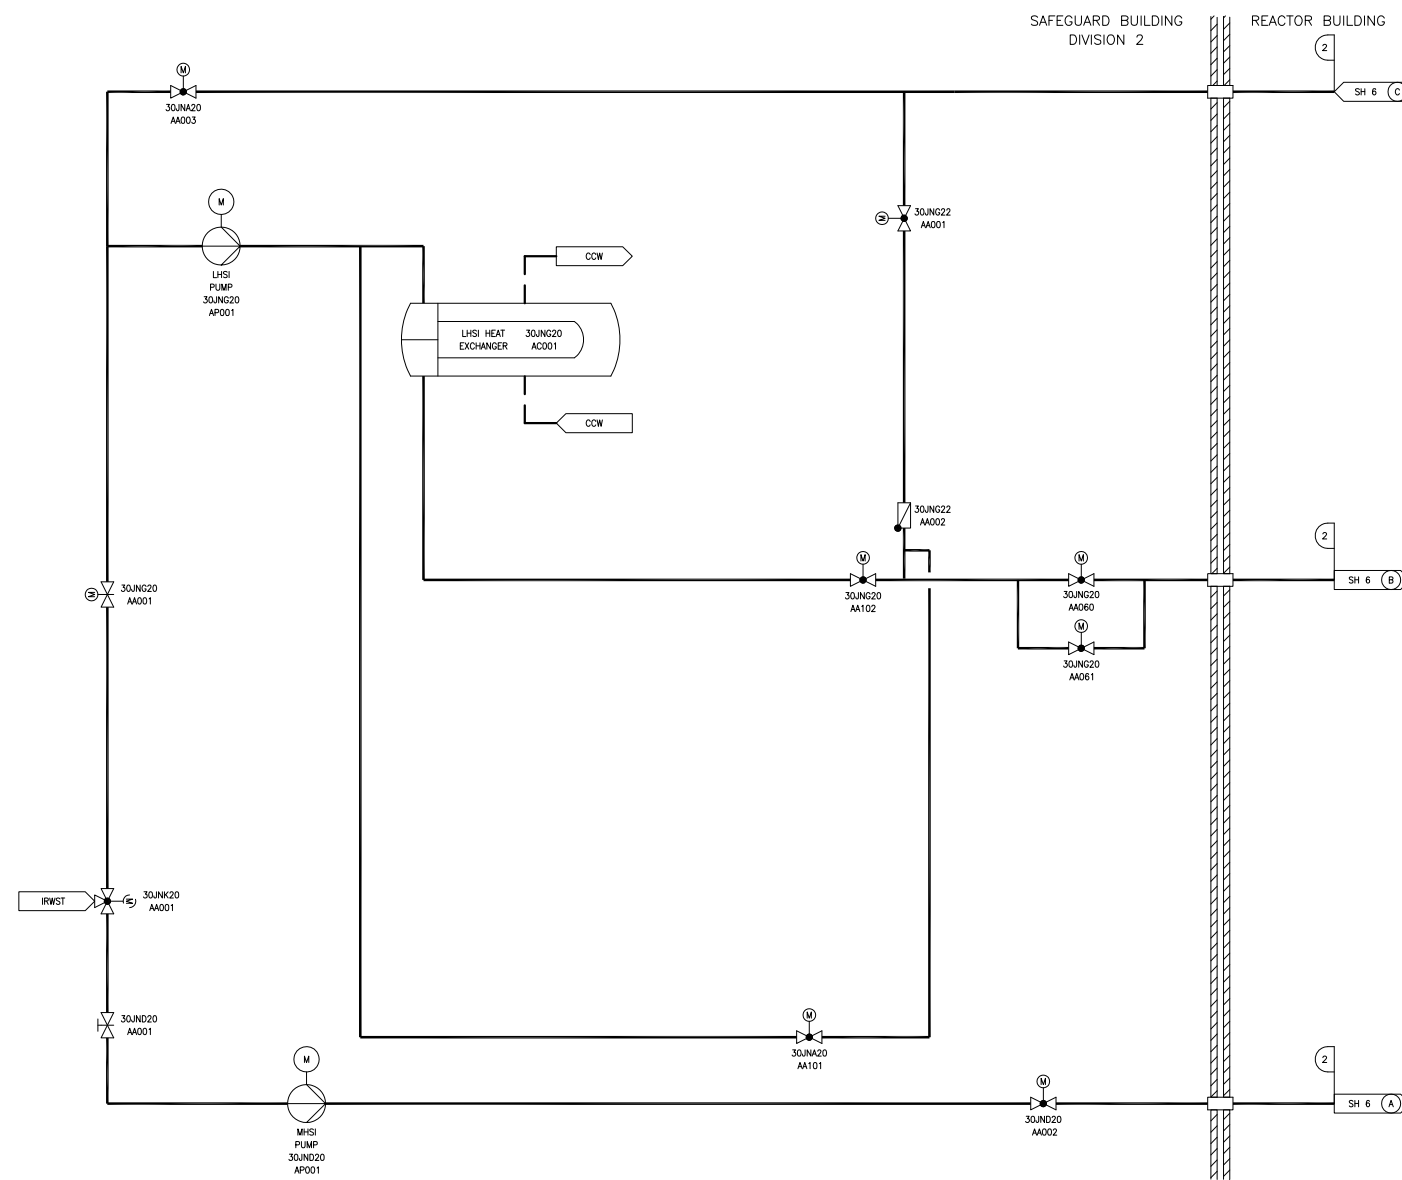 SAFEGUARD BUILDING
DIVISION 2
REACTOR BUILDING
2
M
30JNA20
AA003
SH 6 C
M
M
30JNG22
AA001
LHSI
PUMP
30JNG20
AP001
CCW
LHSI HEAT
EXCHANGER
30JNG20
AC001
CCW
30JNG22
AA002
2
M
30JNG20
AA001
M
30JNG20
AA102
M
30JNG20
AA060
SH 6 B
M
30JNG20
AA061
IRWST
M
30JNK20
AA001
30JND20
AA001
M
30JNA20
AA101
2
M
MHSI
PUMP
30JND20
AP001
M
30JND20
AA002
SH 6 A